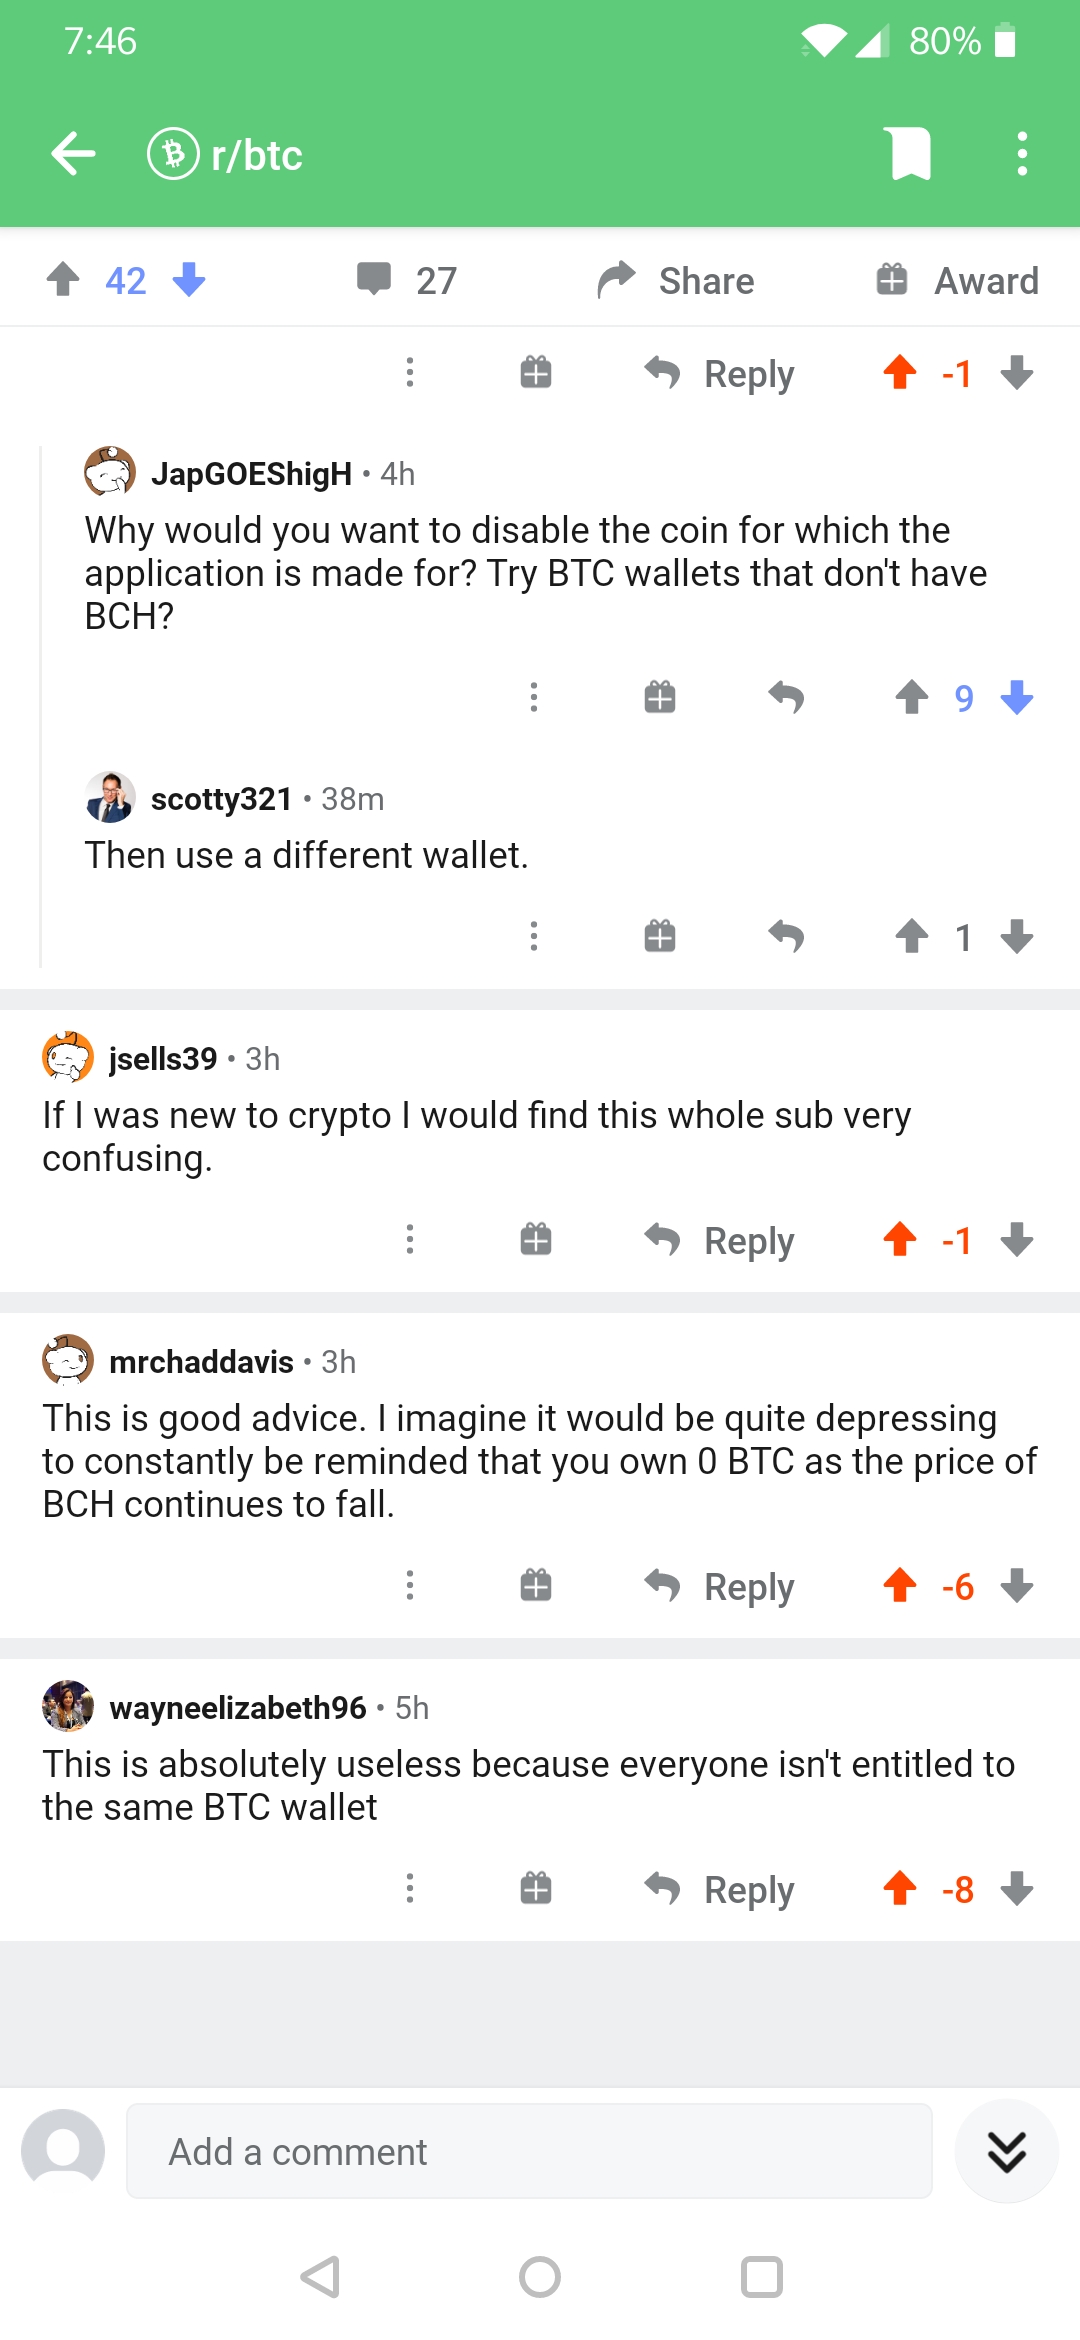 7:46
80%
r/btc
42
27
Share
Award
Reply
-1
JapGOEShigH • 4h
Why would you want to disable the coin for which the
application is made for? Try BTC wallets that don't have
BCH?
9
scotty321 • 38m
Then use a different wallet.
1
jsells39 • 3h
If I was new to crypto I would find this whole sub very
confusing.
Reply
-1
mrchaddavis • 3h
This is good advice. I imagine it would be quite depressing
to constantly be reminded that you own 0 BTC as the price of
BCH continues to fall.
Reply
-6
wayneelizabeth96 • 5h
This is absolutely useless because everyone isn't entitled to
the same BTC wallet
Reply
-8
Add a comment